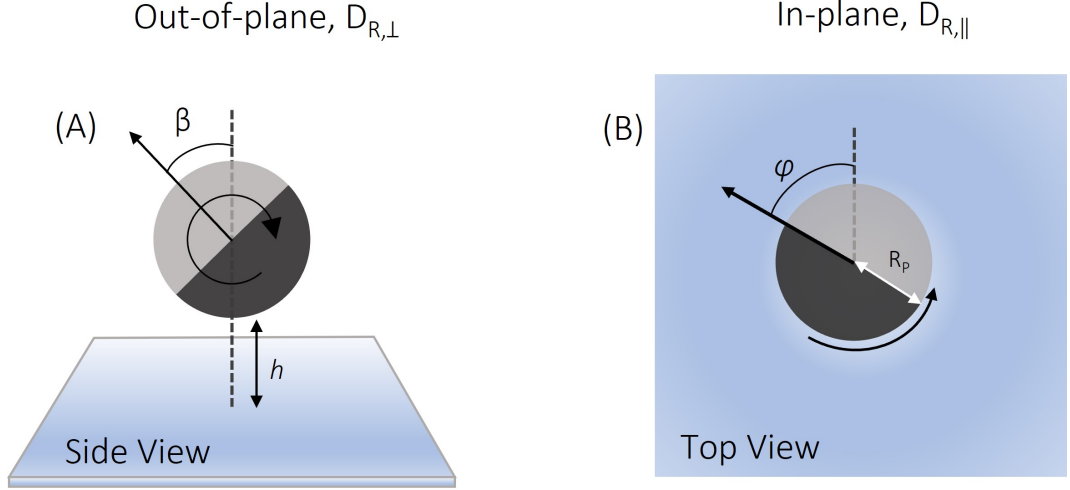 Out-of-plane, D_R,⊥
In-plane, D_R,∥
(A)
β
h
Side View
(B)
φ
R_P
Top View